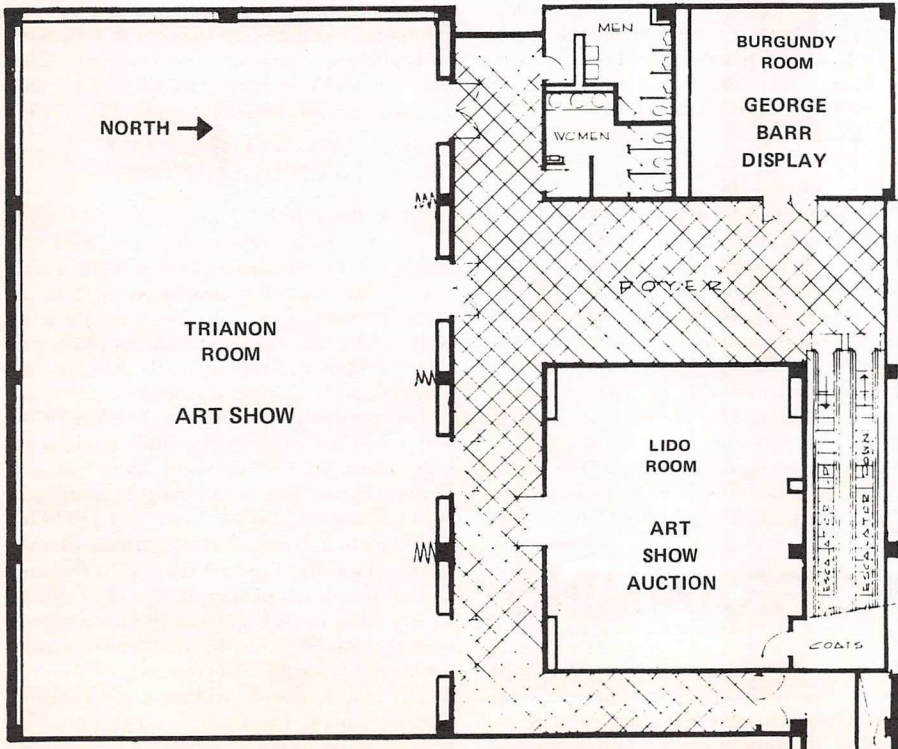 MEN
BURGUNDY
ROOM
GEORGE
BARR
DISPLAY
NORTH
WOMEN
FOYER
TRIANON
ROOM
ART SHOW
LIDO
ROOM
ART
SHOW
AUCTION
ESCALATOR
ESCALATOR DOWN
COATS